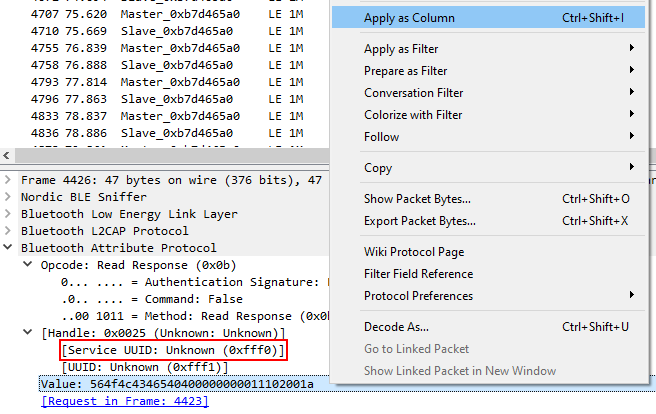 4707 75.620 Master_0xb7d465a0 LE 1M
4710 75.669 Slave_0xb7d465a0 LE 1M
4755 76.839 Master_0xb7d465a0 LE 1M
4758 76.888 Slave_0xb7d465a0 LE 1M
4793 77.814 Master_0xb7d465a0 LE 1M
4796 77.863 Slave_0xb7d465a0 LE 1M
4833 78.837 Master_0xb7d465a0 LE 1M
4836 78.886 Slave_0xb7d465a0 LE 1M
Frame 4426: 47 bytes on wire (376 bits), 47
Nordic BLE Sniffer
Bluetooth Low Energy Link Layer
Bluetooth L2CAP Protocol
Bluetooth Attribute Protocol
Opcode: Read Response (0x0b)
0... .... = Authentication Signature:
.0.. .... = Command: False
..00 1011 = Method: Read Response (0x0b
[Handle: 0x0025 (Unknown: Unknown)]
[Service UUID: Unknown (0xfff0)]
[UUID: Unknown (0xfff1)]
Value: 564f4c43465404000000000011102001a
[Request in Frame: 4423]
Apply as Column Ctrl+Shift+I
Apply as Filter
Prepare as Filter
Conversation Filter
Colorize with Filter
Follow
Copy
Show Packet Bytes... Ctrl+Shift+O
Export Packet Bytes... Ctrl+Shift+X
Wiki Protocol Page
Filter Field Reference
Protocol Preferences
Decode As... Ctrl+Shift+U
Go to Linked Packet
Show Linked Packet in New Window